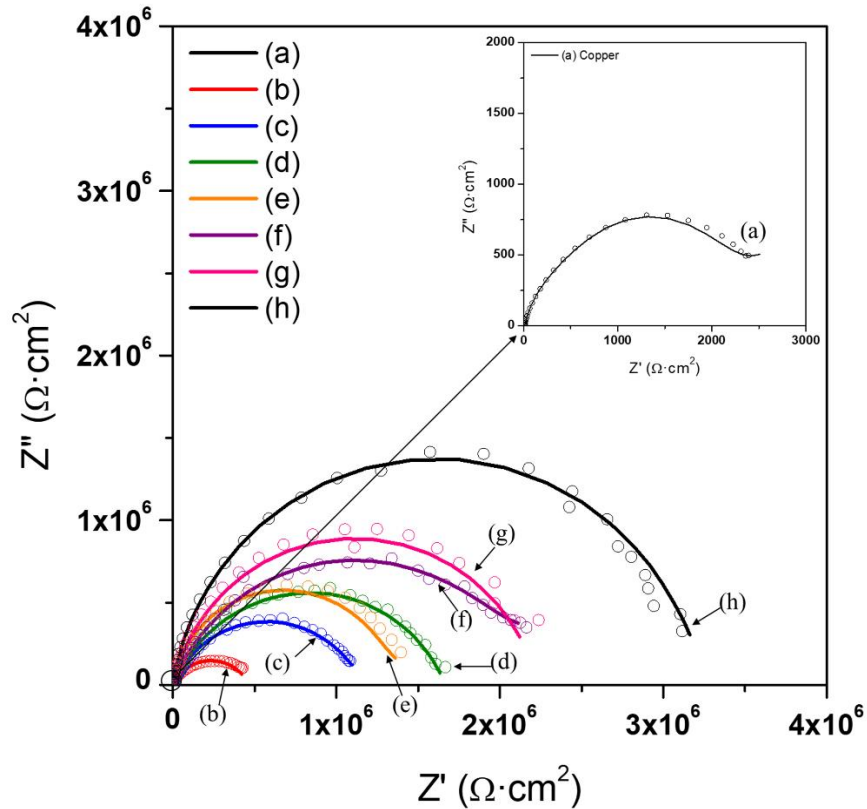 4x10⁶
3x10⁶
2x10⁶
1x10⁶
0
Z'' (Ω·cm²)
(a)
(b)
(c)
(d)
(e)
(f)
(g)
(h)
2000
1500
1000
500
0
Z'' (Ω·cm²)
(a) Copper
(a)
0
1000
2000
3000
Z' (Ω·cm²)
(g)
(f)
(h)
(c)
(d)
(b)
(e)
0
1x10⁶
2x10⁶
3x10⁶
4x10⁶
Z' (Ω·cm²)